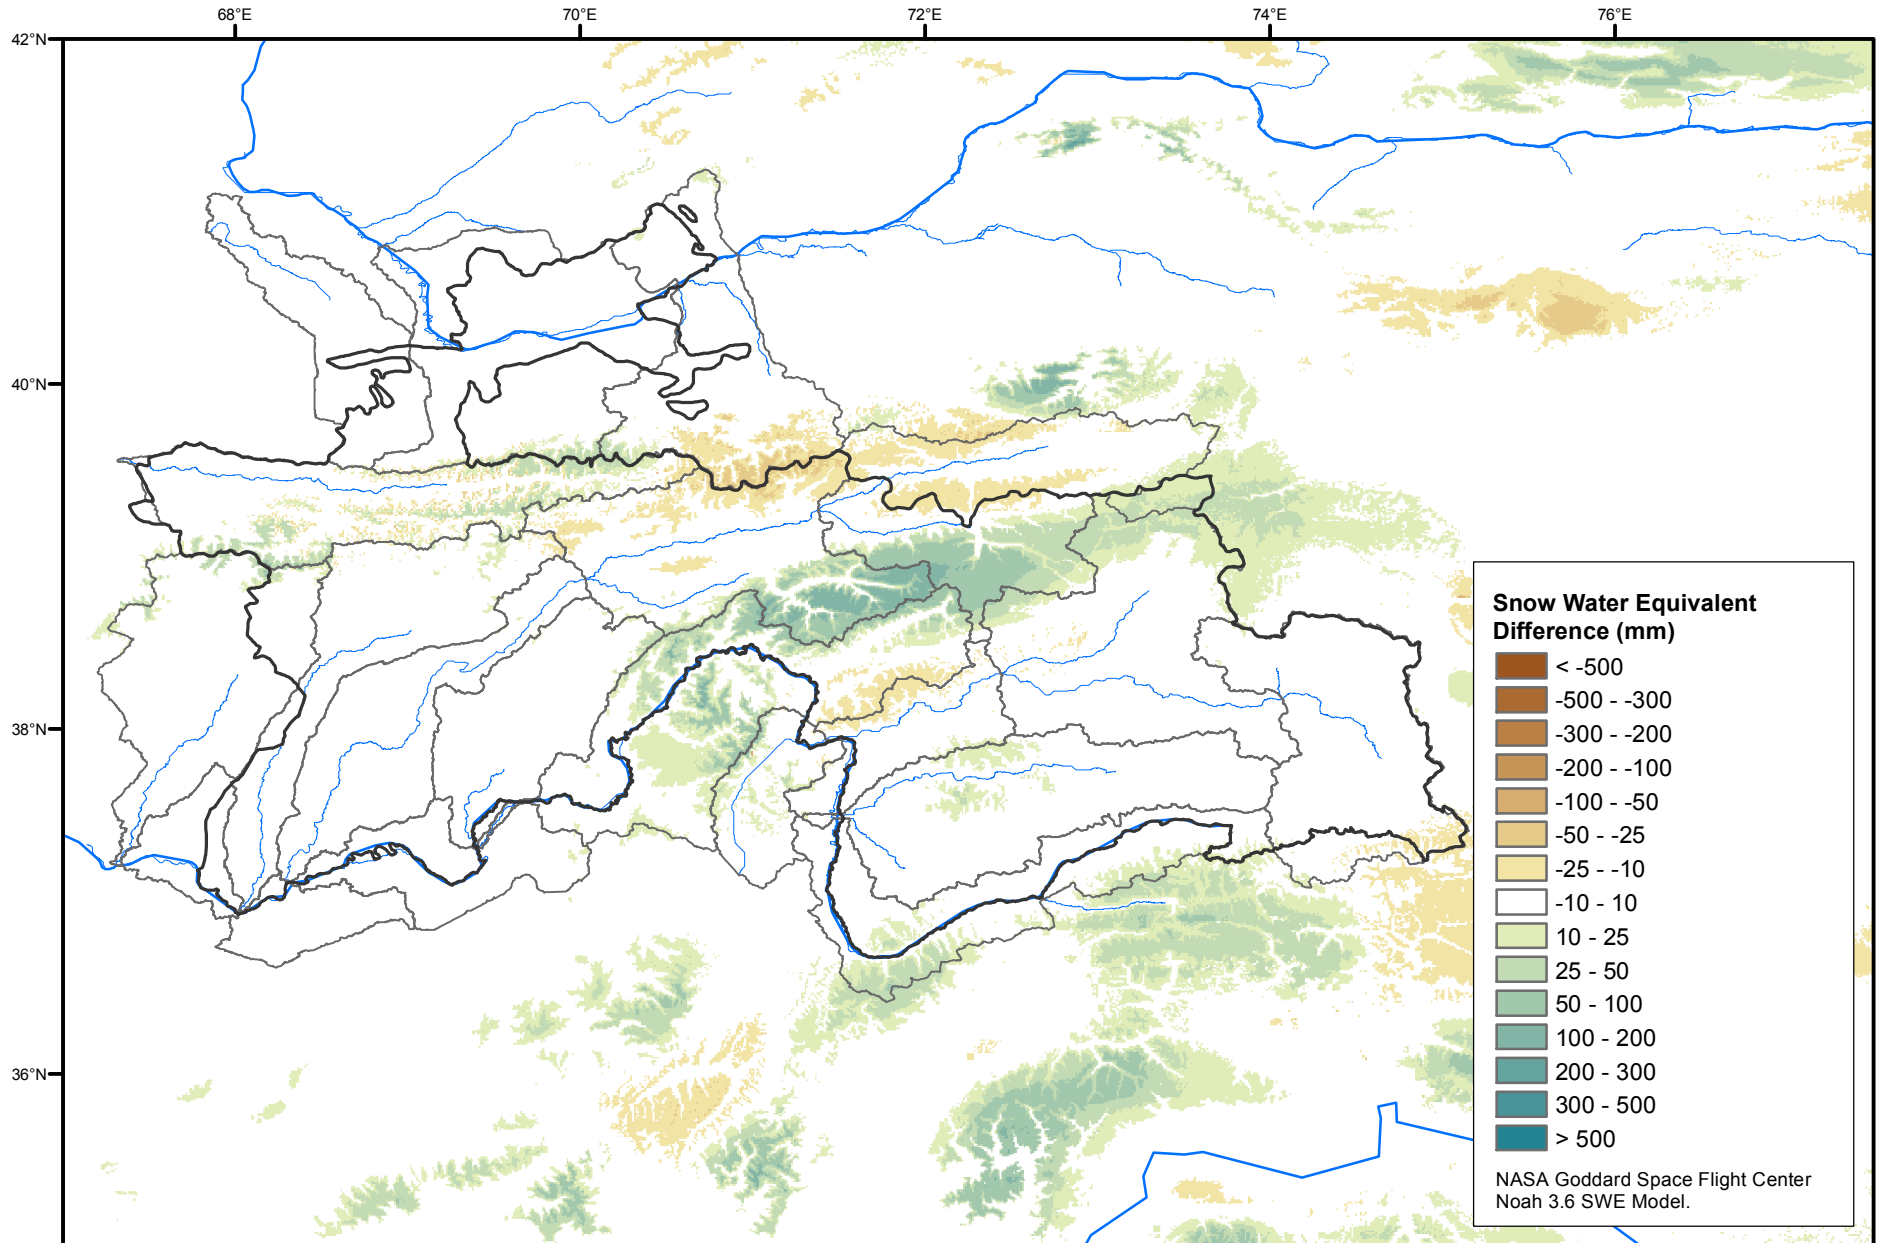 68°E
70°E
72°E
74°E
76°E
42°N
40°N
38°N
36°N
Snow Water Equivalent
Difference (mm)
< -500
-500 - -300
-300 - -200
-200 - -100
-100 - -50
-50 - -25
-25 - -10
-10 - 10
10 - 25
25 - 50
50 - 100
100 - 200
200 - 300
300 - 500
> 500
NASA Goddard Space Flight Center
Noah 3.6 SWE Model.